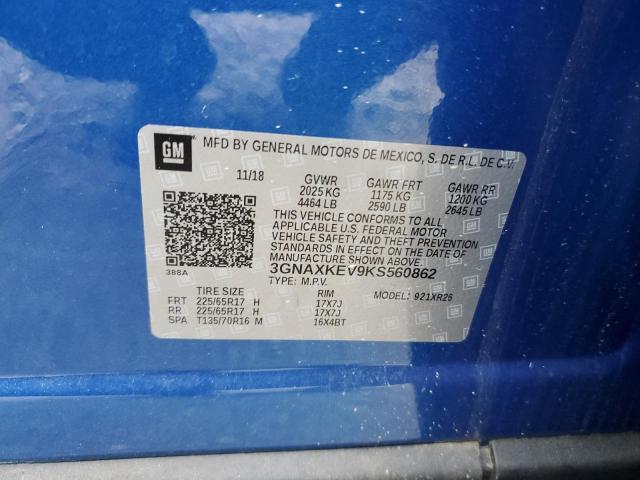 GM MFD BY GENERAL MOTORS DE MEXICO, S. DE R.L. DE C.V.
11/18 GVWR GAWR FRT GAWR RR
2025 KG 1175 KG 1200 KG
4464 LB 2590 LB 2645 LB
THIS VEHICLE CONFORMS TO ALL
APPLICABLE U.S. FEDERAL MOTOR
VEHICLE SAFETY AND THEFT
PREVENTION STANDARDS
IN EFFECT ON THE DATE OF
MANUFACTURE SHOWN ABOVE.
3GNAXKEV9KS560862
388A TYPE: M.P.V.
TIRE SIZE RIM MODEL: 921XR26
FRT 225/65R17 H 17X7J
RR 225/65R17 H 17X7J
SPA T135/70R16 M 16X4BT